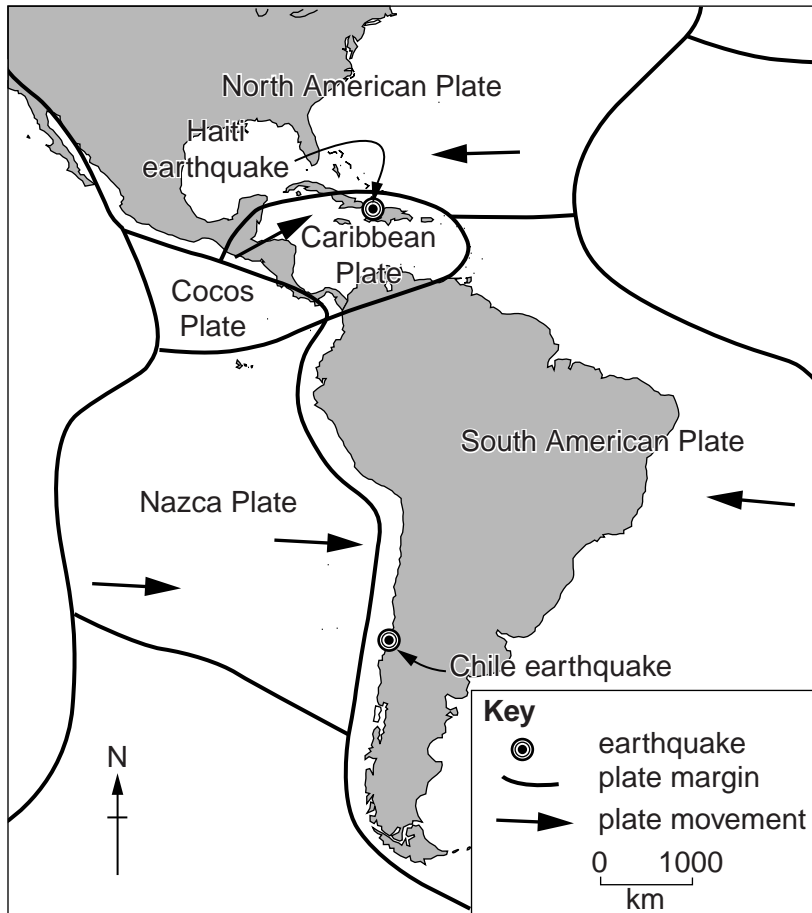 North American Plate
Haiti
earthquake
Caribbean
Plate
Cocos
Plate
South American Plate
Nazca Plate
Chile earthquake
N
Key
earthquake
plate margin
plate movement
0 1000
km